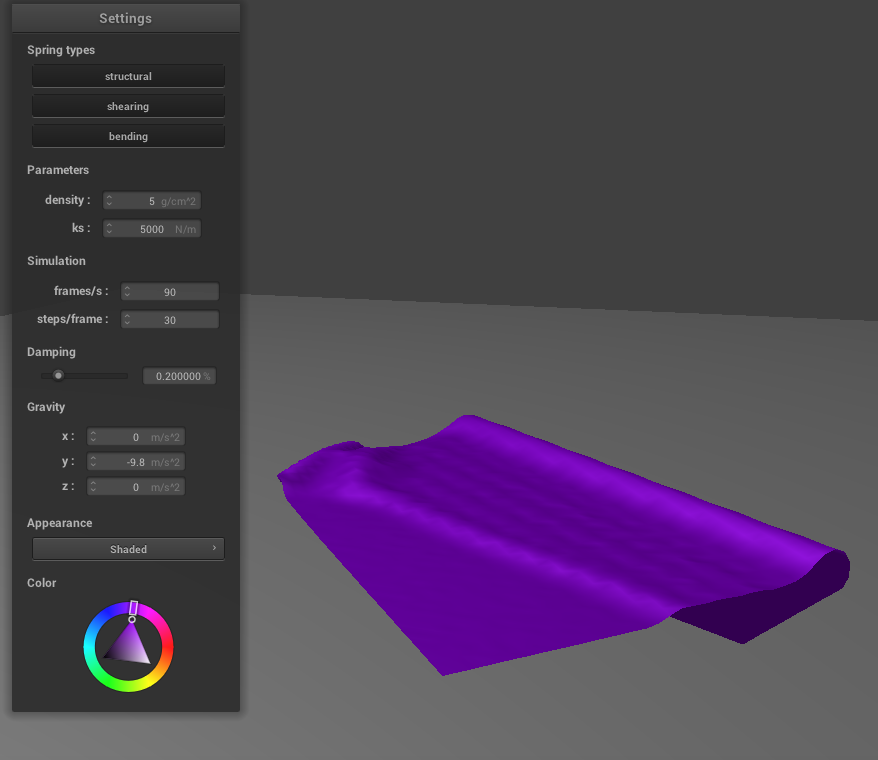 Settings
Spring types
structural
shearing
bending
Parameters
density : 5 g/cm^2
ks : 5000 N/m
Simulation
frames/s : 90
steps/frame : 30
Damping
0.200000 %
Gravity
x : 0 m/s^2
y : -9.8 m/s^2
z : 0 m/s^2
Appearance
Shaded
Color